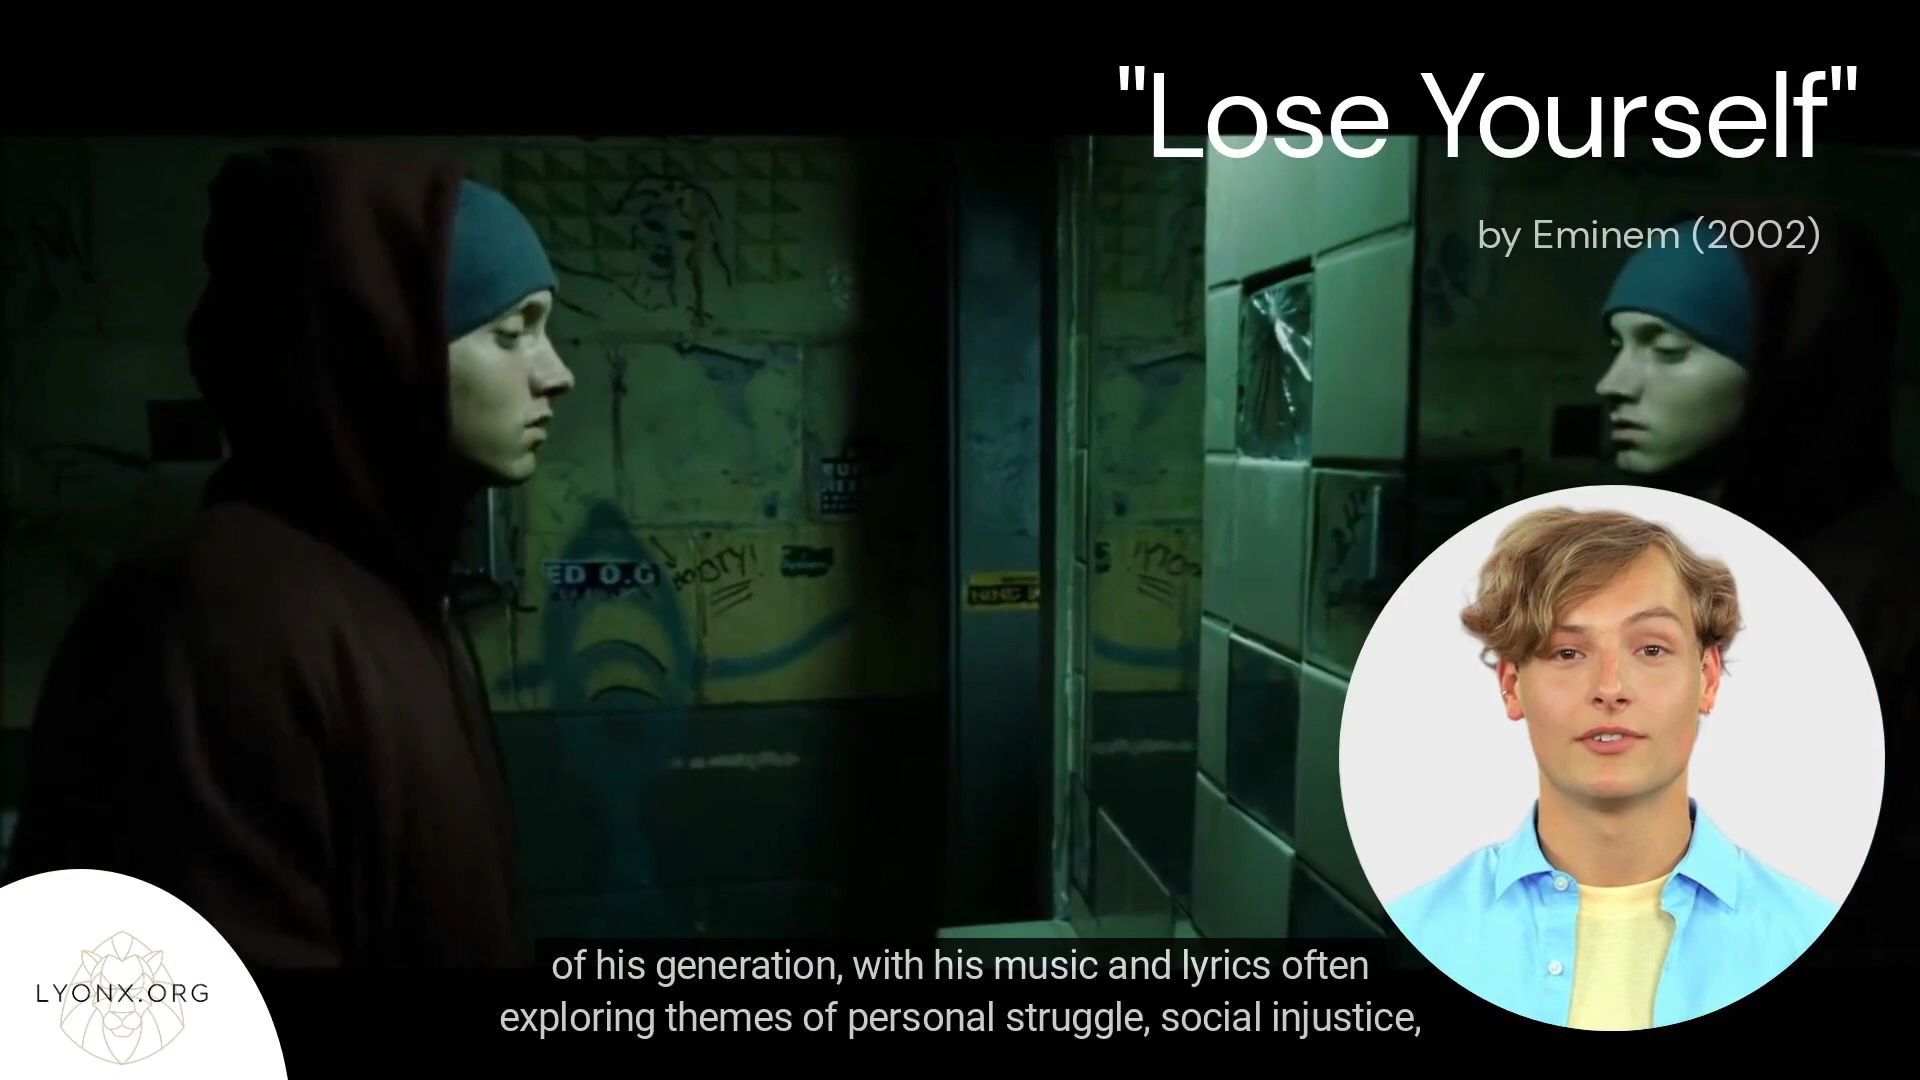 "Lose Yourself"
by Eminem (2002)
ED O.G
LYONX.ORG
of his generation, with his music and lyrics often
exploring themes of personal struggle, social injustice,